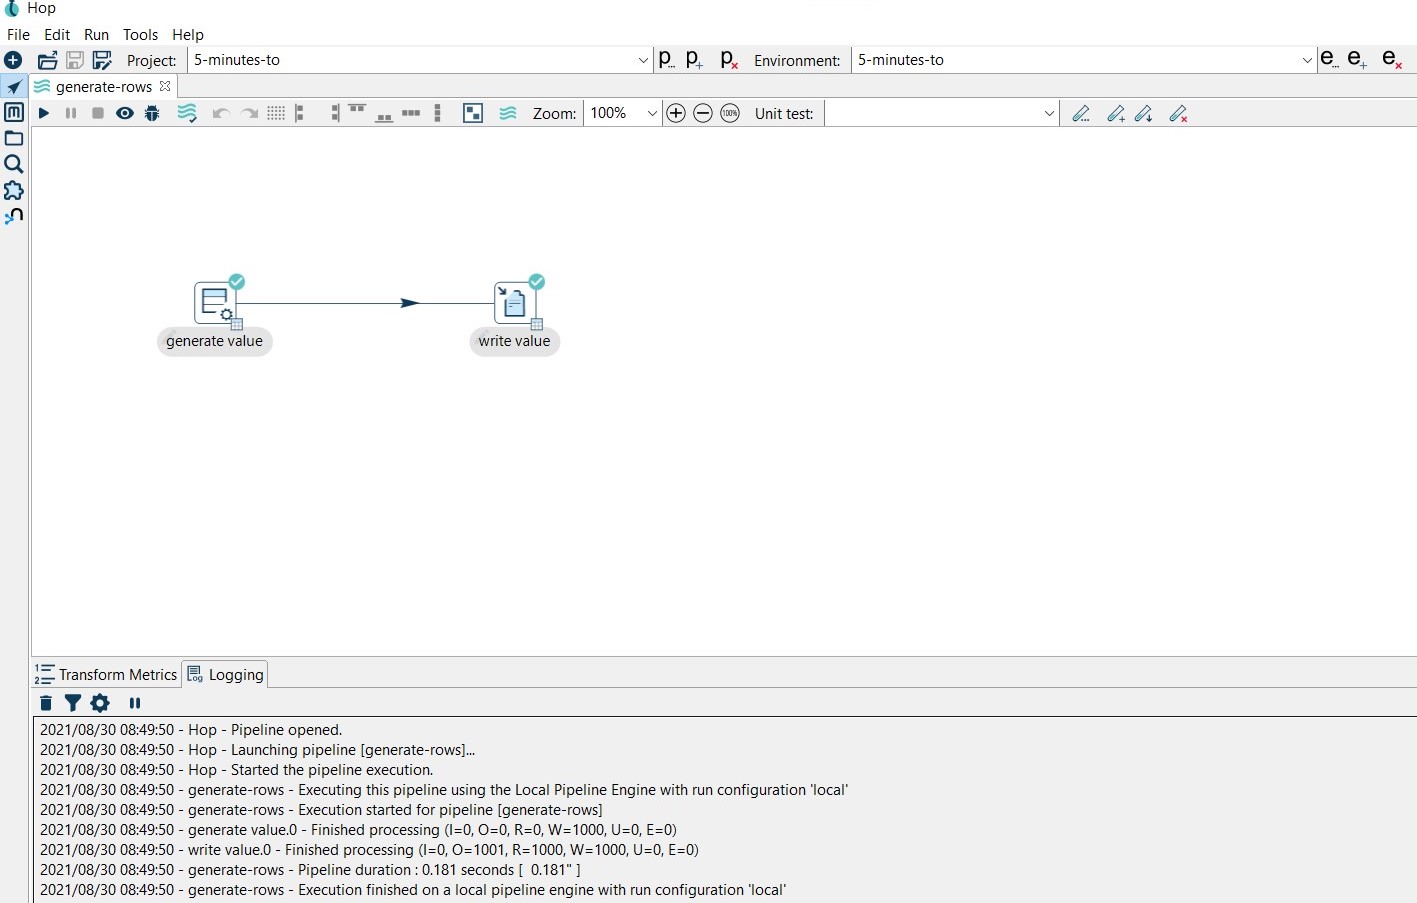 Hop
File Edit Run Tools Help
Project: 5-minutes-to p... p+ px Environment: 5-minutes-to e... e+ ex
generate-rows
Zoom: 100% 100% Unit test:
generate value write value
Transform Metrics Logging
2021/08/30 08:49:50 - Hop - Pipeline opened.
2021/08/30 08:49:50 - Hop - Launching pipeline [generate-rows]...
2021/08/30 08:49:50 - Hop - Started the pipeline execution.
2021/08/30 08:49:50 - generate-rows - Executing this pipeline using the Local Pipeline Engine with run configuration 'local'
2021/08/30 08:49:50 - generate-rows - Execution started for pipeline [generate-rows]
2021/08/30 08:49:50 - generate value.0 - Finished processing (I=0, O=0, R=0, W=1000, U=0, E=0)
2021/08/30 08:49:50 - write value.0 - Finished processing (I=0, O=1001, R=1000, W=1000, U=0, E=0)
2021/08/30 08:49:50 - generate-rows - Pipeline duration : 0.181 seconds [  0.181" ]
2021/08/30 08:49:50 - generate-rows - Execution finished on a local pipeline engine with run configuration 'local'